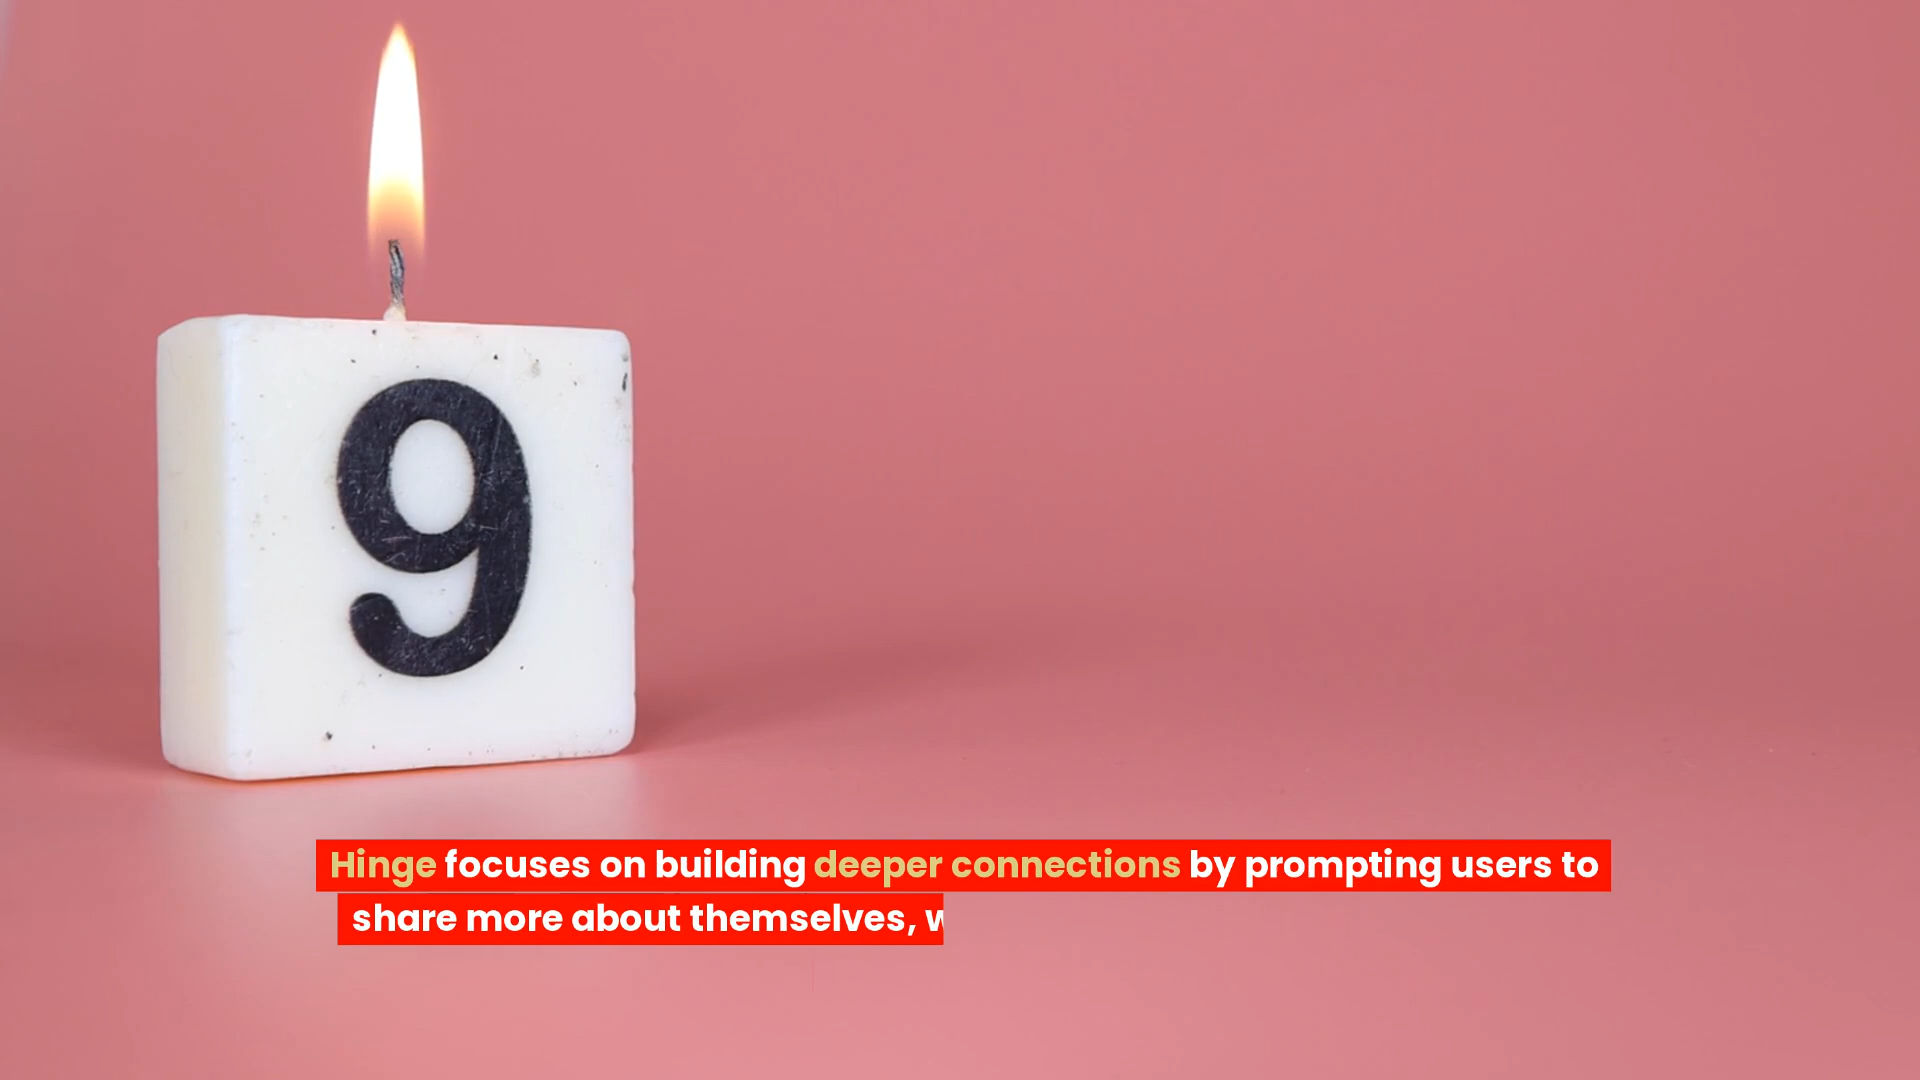 9
Hinge focuses on building deeper connections by prompting users to
share more about themselves,